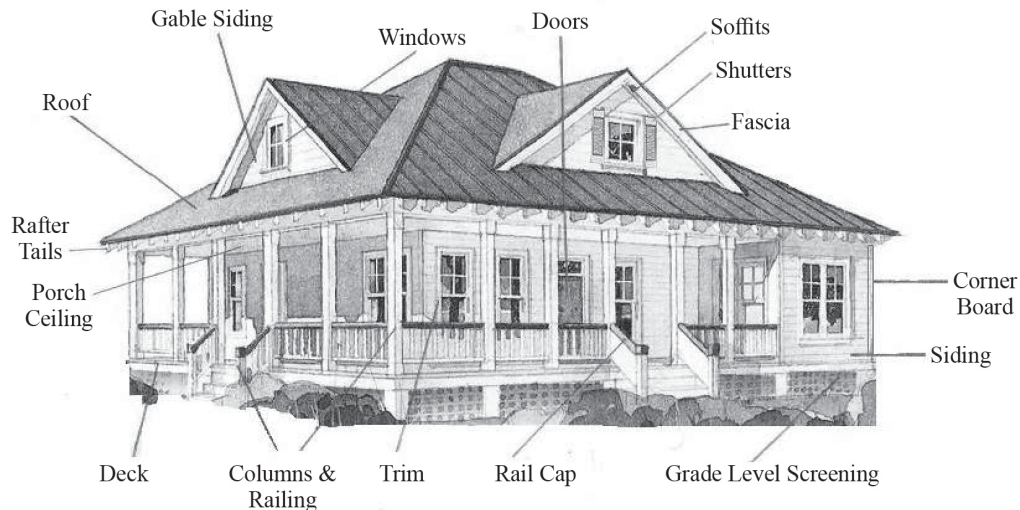 Gable Siding
Windows
Doors
Soffits
Shutters
Fascia
Roof
Rafter
Tails
Porch
Ceiling
Corner
Board
Siding
Deck
Columns &
Railing
Trim
Rail Cap
Grade Level Screening